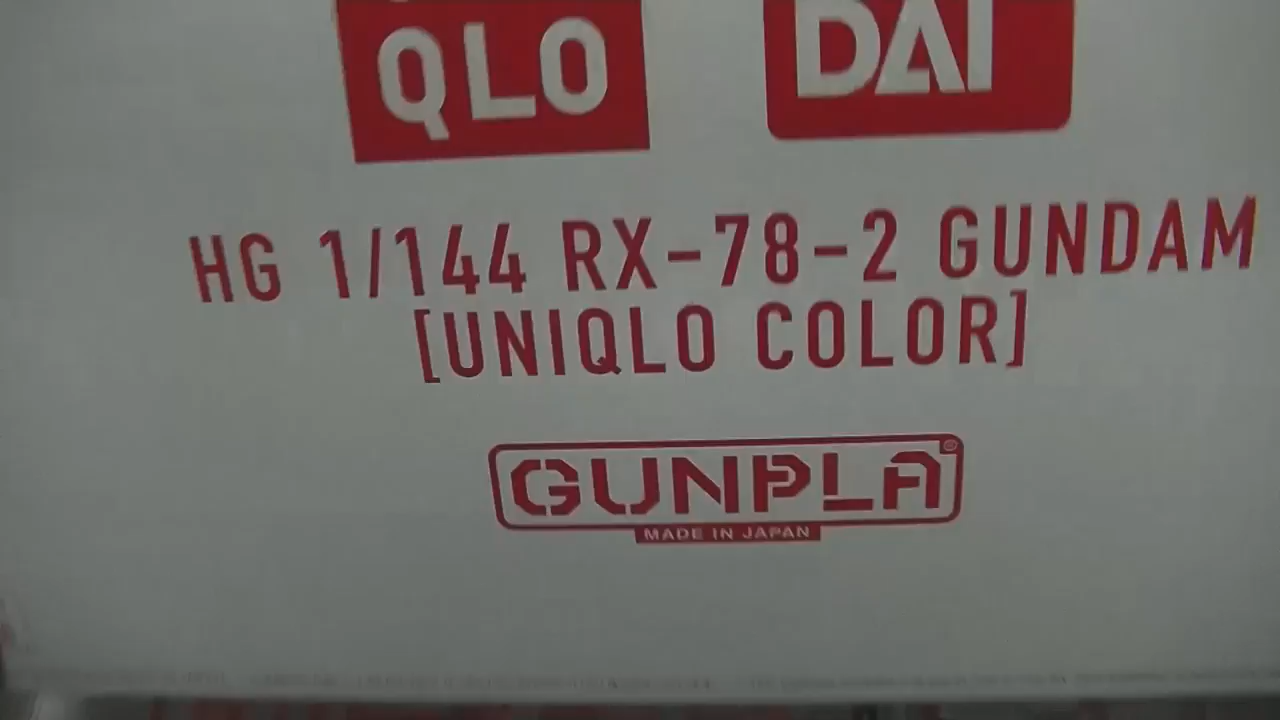 QLO
DAI
HG 1/144 RX-78-2 GUNDAM
[UNIQLO COLOR]
GUNPLA®
MADE IN JAPAN